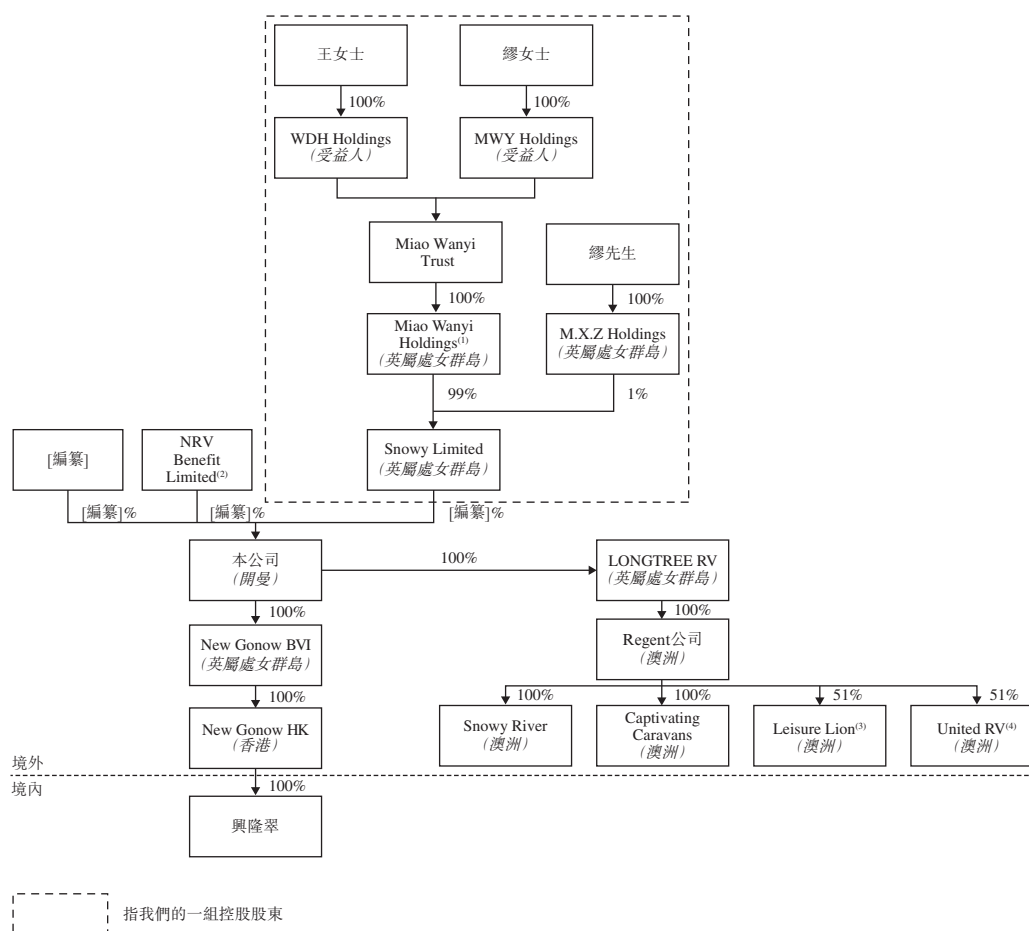 王女士
繆女士
100%
100%
WDH Holdings
(受益人)
MWY Holdings
(受益人)
Miao Wanyi
Trust
繆先生
100%
100%
Miao Wanyi
Holdings(1)
(英屬處女群島)
M.X.Z Holdings
(英屬處女群島)
99%
1%
[編纂]
NRV
Benefit
Limited(2)
Snowy Limited
(英屬處女群島)
[編纂]%
[編纂]%
[編纂]%
本公司
(開曼)
100%
LONGTREE RV
(英屬處女群島)
100%
100%
New Gonow BVI
(英屬處女群島)
Regent公司
(澳洲)
100%
100%
100%
51%
51%
New Gonow HK
(香港)
Snowy River
(澳洲)
Captivating
Caravans
(澳洲)
Leisure Lion(3)
(澳洲)
United RV(4)
(澳洲)
境外
境內
100%
興隆翠
指我們的一組控股股東